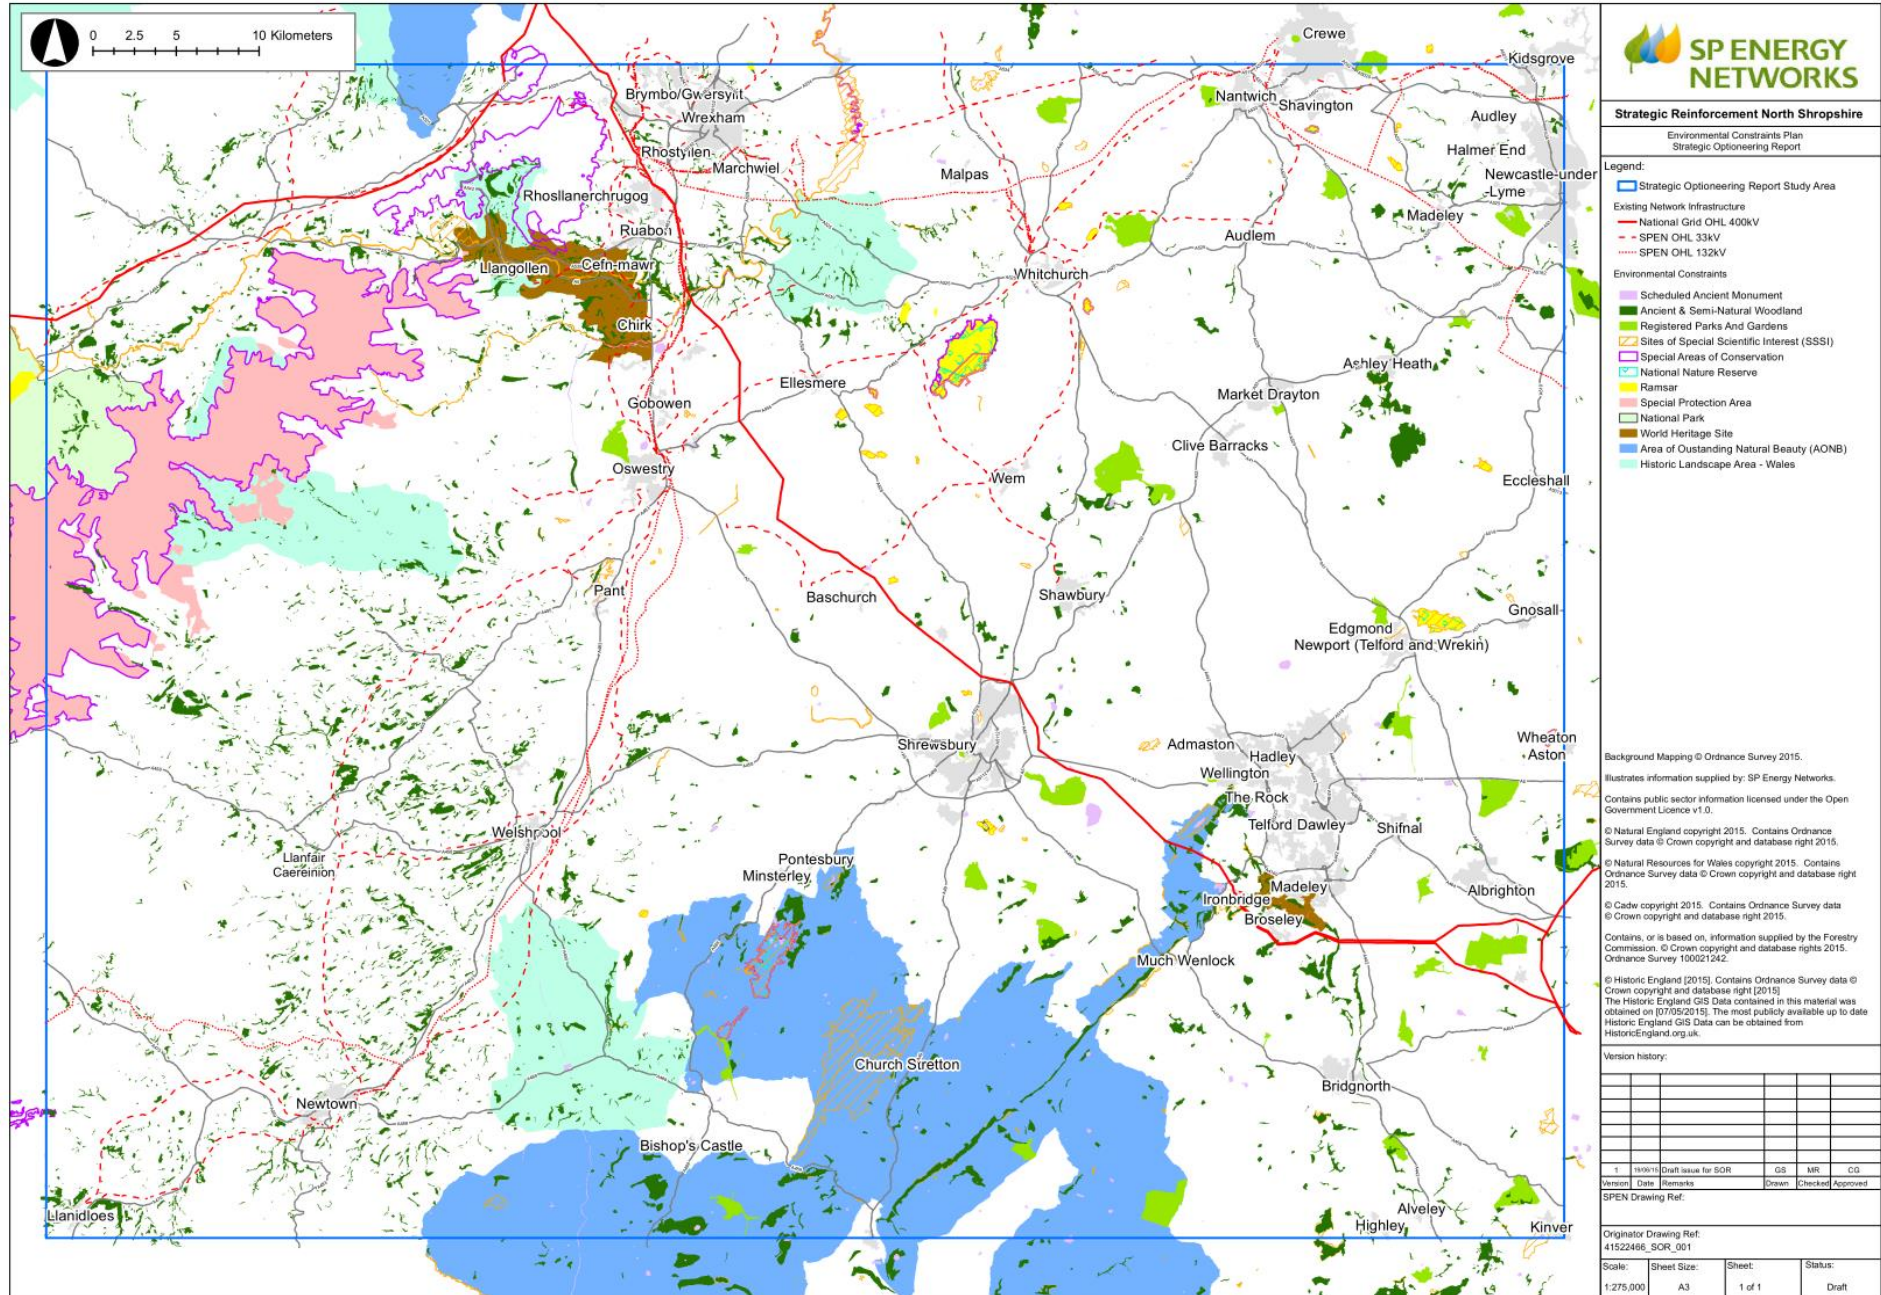 0 2.5 5 10 Kilometers
Crewe
Kidsgrove
Brymbo/Gwersyllt
Wrexham
Nantwich
Shavington
Audley
Rhostyllen
Marchwiel
Malpas
Halmer End
Newcastle-under
-Lyme
Rhosllanerchrugog
Madeley
Ruabon
Audlem
Llangollen
Cefn-mawr
Whitchurch
Chirk
Ellesmere
Ashley Heath
Gobowen
Market Drayton
Clive Barracks
Oswestry
Wem
Eccleshall
Pant
Baschurch
Shawbury
Gnosall
Edgmond
Newport (Telford and Wrekin)
Shrewsbury
Admaston
Hadley
Wheaton
Aston
Wellington
The Rock
Welshpool
Telford Dawley
Shifnal
Llanfair
Caereinion
Pontesbury
Minsterley
Madeley
Albrighton
Ironbridge
Broseley
Much Wenlock
Church Stretton
Bridgnorth
Newtown
Bishop's Castle
Llanidloes
Alveley
Highley
Kinver
SP ENERGY
NETWORKS
Strategic Reinforcement North Shropshire
Environmental Constraints Plan
Strategic Optioneering Report
Legend:
Strategic Optioneering Report Study Area
Existing Network Infrastructure
National Grid OHL 400kV
SPEN OHL 33kV
SPEN OHL 132kV
Environmental Constraints
Scheduled Ancient Monument
Ancient & Semi-Natural Woodland
Registered Parks And Gardens
Sites of Special Scientific Interest (SSSI)
Special Areas of Conservation
National Nature Reserve
Ramsar
Special Protection Area
National Park
World Heritage Site
Area of Oustanding Natural Beauty (AONB)
Historic Landscape Area - Wales
Background Mapping © Ordnance Survey 2015.
Illustrates information supplied by: SP Energy Networks.
Contains public sector information licensed under the Open
Government Licence v1.0.
© Natural England copyright 2015. Contains Ordnance
Survey data © Crown copyright and database right 2015.
© Natural Resources for Wales copyright 2015. Contains
Ordnance Survey data © Crown copyright and database right
2015.
© Cadw copyright 2015. Contains Ordnance Survey data
© Crown copyright and database right 2015.
Contains, or is based on, information supplied by the Forestry
Commission. © Crown copyright and database rights 2015.
Ordnance Survey 100021242.
© Historic England [2015]. Contains Ordnance Survey data ©
Crown copyright and database right [2015]
The Historic England GIS Data contained in this material was
obtained on [07/05/2015]. The most publicly available up to date
Historic England GIS Data can be obtained from
HistoricEngland.org.uk.
Version history:
1 19/06/15 Draft issue for SOR GS MR CG
Version Date Remarks Drawn Checked Approved
SPEN Drawing Ref:
Originator Drawing Ref:
41522466_SOR_001
Scale: Sheet Size: Sheet: Status:
1:275,000 A3 1 of 1 Draft